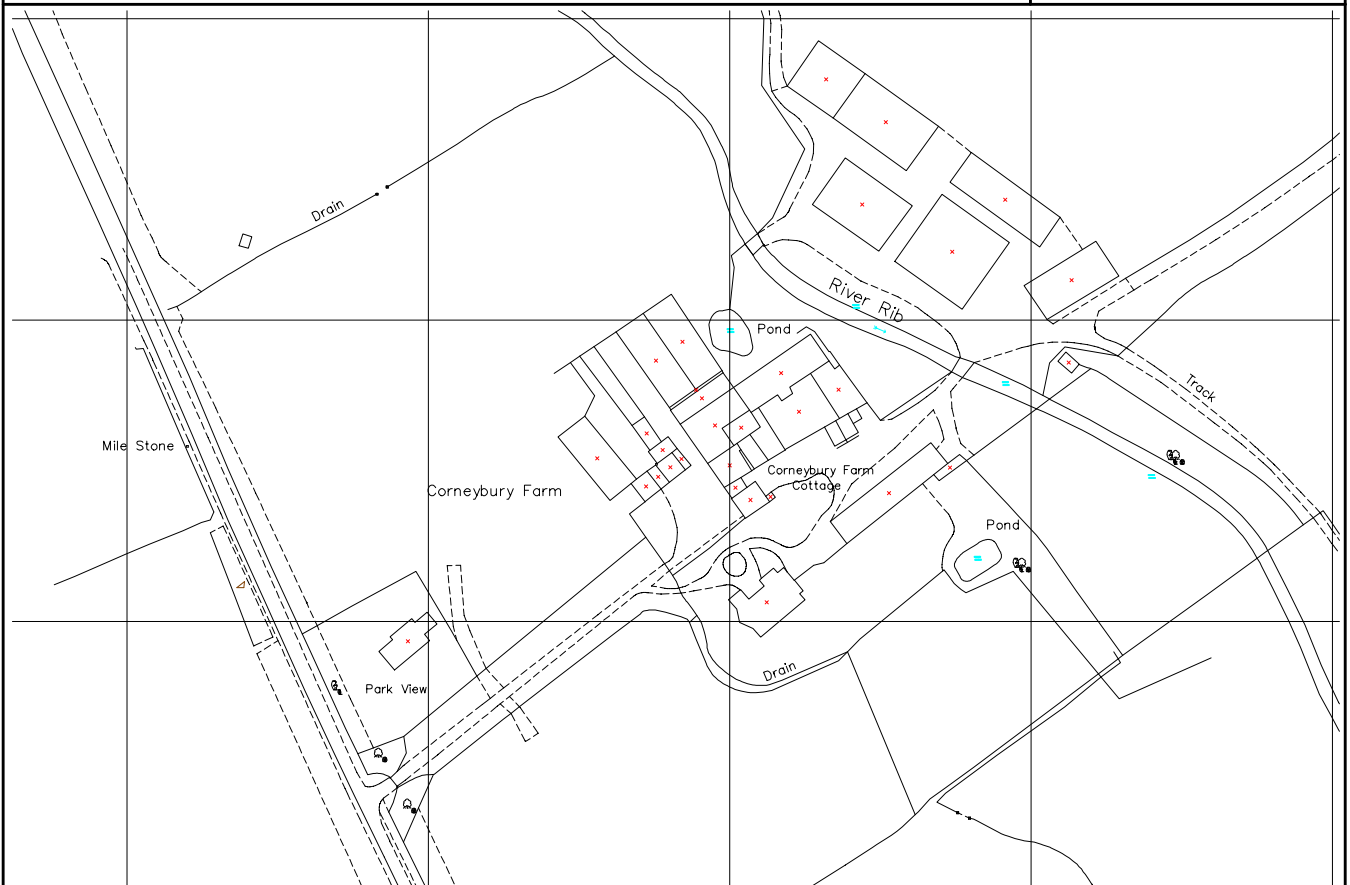 Drain
River Rib
Pond
Track
Mile Stone
Corneybury Farm
Cottage
Corneybury Farm
Pond
Drain
Park View